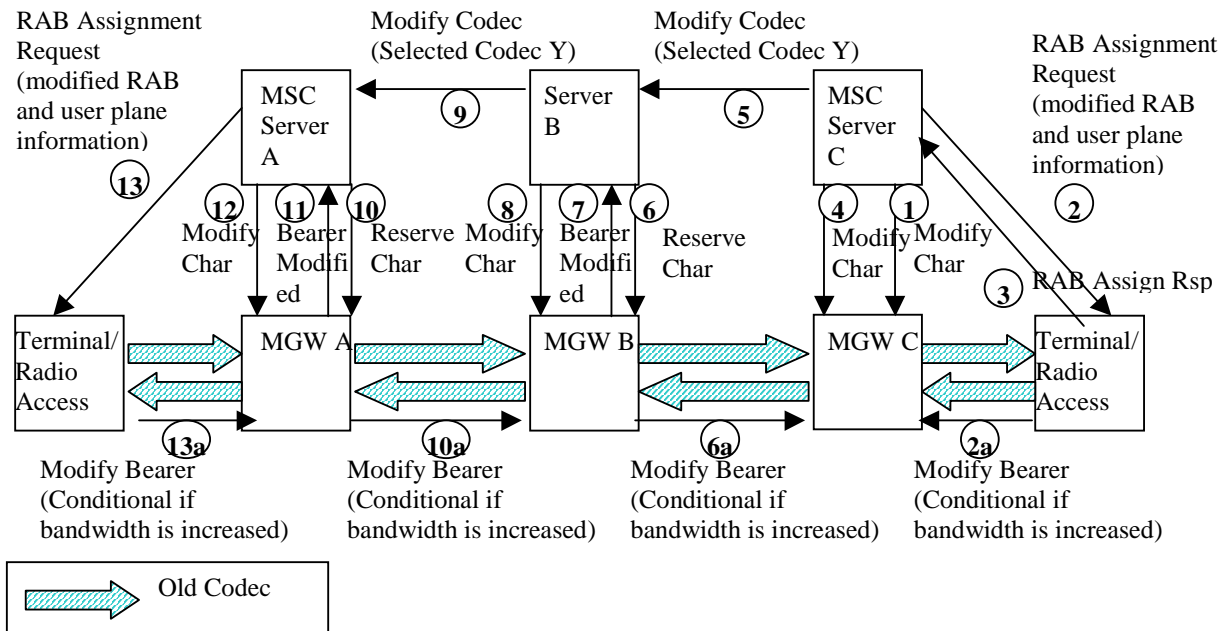 RAB Assignment
Request
(modified RAB
and user plane
information)
Modify Codec
(Selected Codec Y)
Modify Codec
(Selected Codec Y)
RAB Assignment
Request
(modified RAB
and user plane
information)
MSC
Server
A
Server
B
MSC
Server
C
9
5
13
12
11
10
8
7
6
4
1
2
3
Modify
Char
Bearer
Modifi
ed
Reserve
Char
Modify
Char
Bearer
Modifi
ed
Reserve
Char
Modify
Char
Modify
Char
RAB Assign Rsp
Terminal/
Radio
Access
MGW A
MGW B
MGW C
Terminal/
Radio
Access
13a
10a
6a
2a
Modify Bearer
(Conditional if
bandwidth is increased)
Modify Bearer
(Conditional if
bandwidth is increased)
Modify Bearer
(Conditional if
bandwidth is increased)
Modify Bearer
(Conditional if
bandwidth is increased)
Old Codec